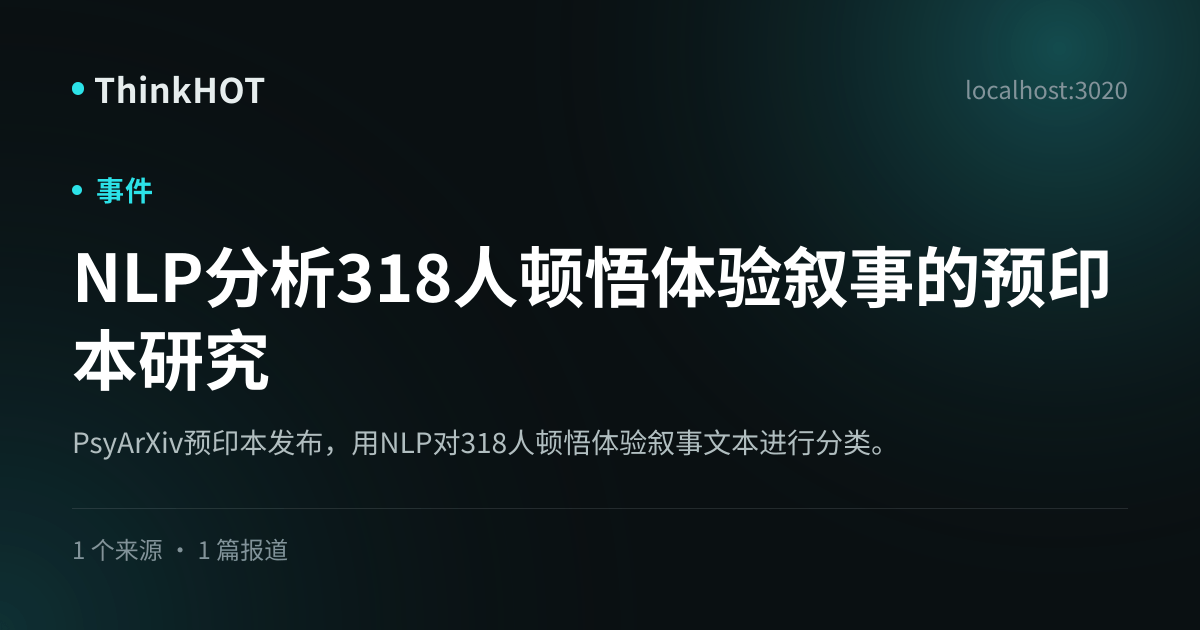 ThinkHOT
localhost:3020
事件
NLP分析318人顿悟体验叙事的预印
本研究
PsyArXiv预印本发布，用NLP对318人顿悟体验叙事文本进行分类。
1 个来源 · 1 篇报道